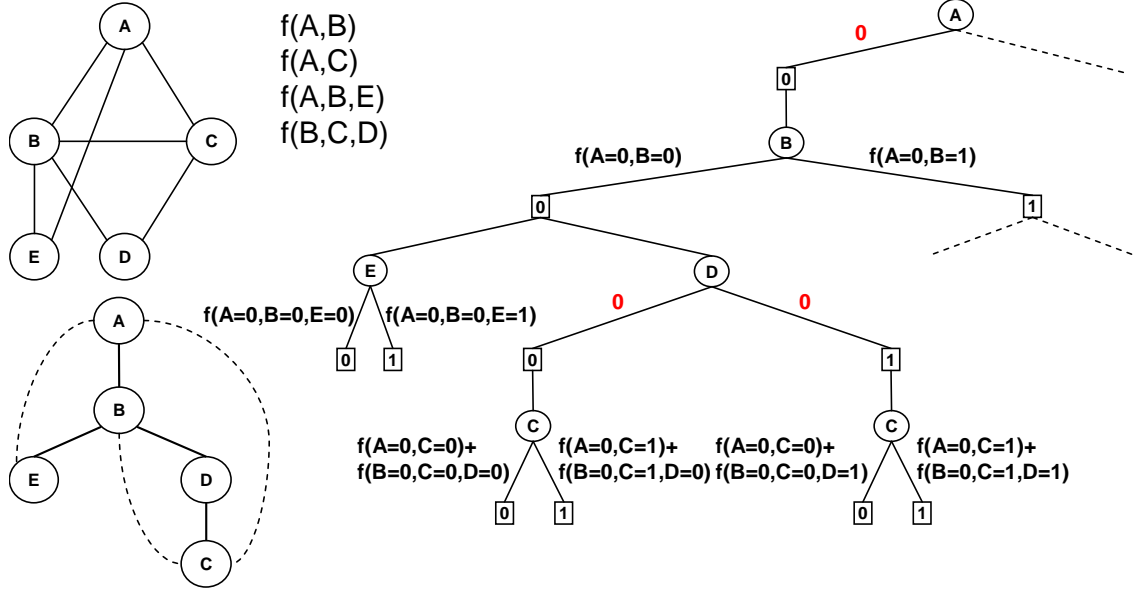 A
B
C
E
D
f(A,B)
f(A,C)
f(A,B,E)
f(B,C,D)
A
B
E
D
C
A
0
0
B
f(A=0,B=0)
f(A=0,B=1)
0
1
E
D
f(A=0,B=0,E=0)
f(A=0,B=0,E=1)
0
0
0
1
0
1
C
C
f(A=0,C=0)+
f(B=0,C=0,D=0)
f(A=0,C=1)+
f(B=0,C=1,D=0)
f(A=0,C=0)+
f(B=0,C=0,D=1)
f(A=0,C=1)+
f(B=0,C=1,D=1)
0
1
0
1